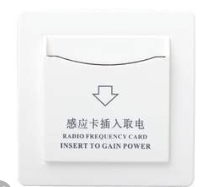 感应卡插入取电
RADIO FREQUENCY CARD
INSERT TO GAIN POWER